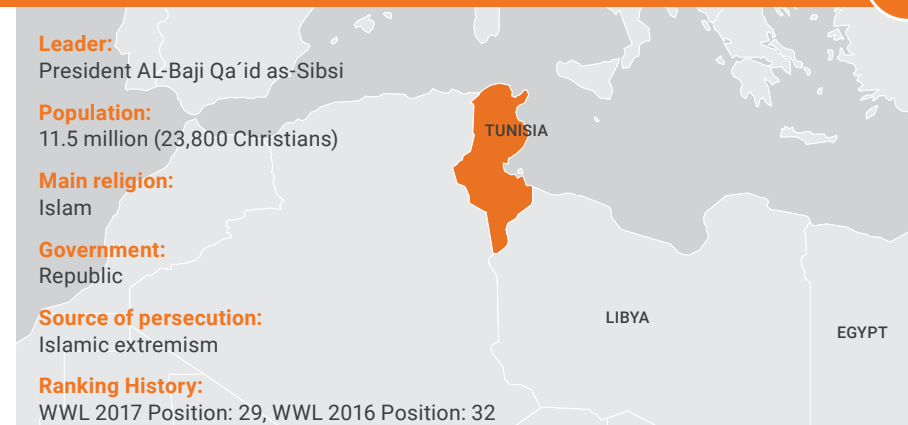 Leader:
President AL-Baji Qa´id as-Sibsi
Population:
11.5 million (23,800 Christians)
Main religion:
Islam
Government:
Republic
Source of persecution:
Islamic extremism
Ranking History:
WWL 2017 Position: 29, WWL 2016 Position: 32
TUNISIA
LIBYA
EGYPT